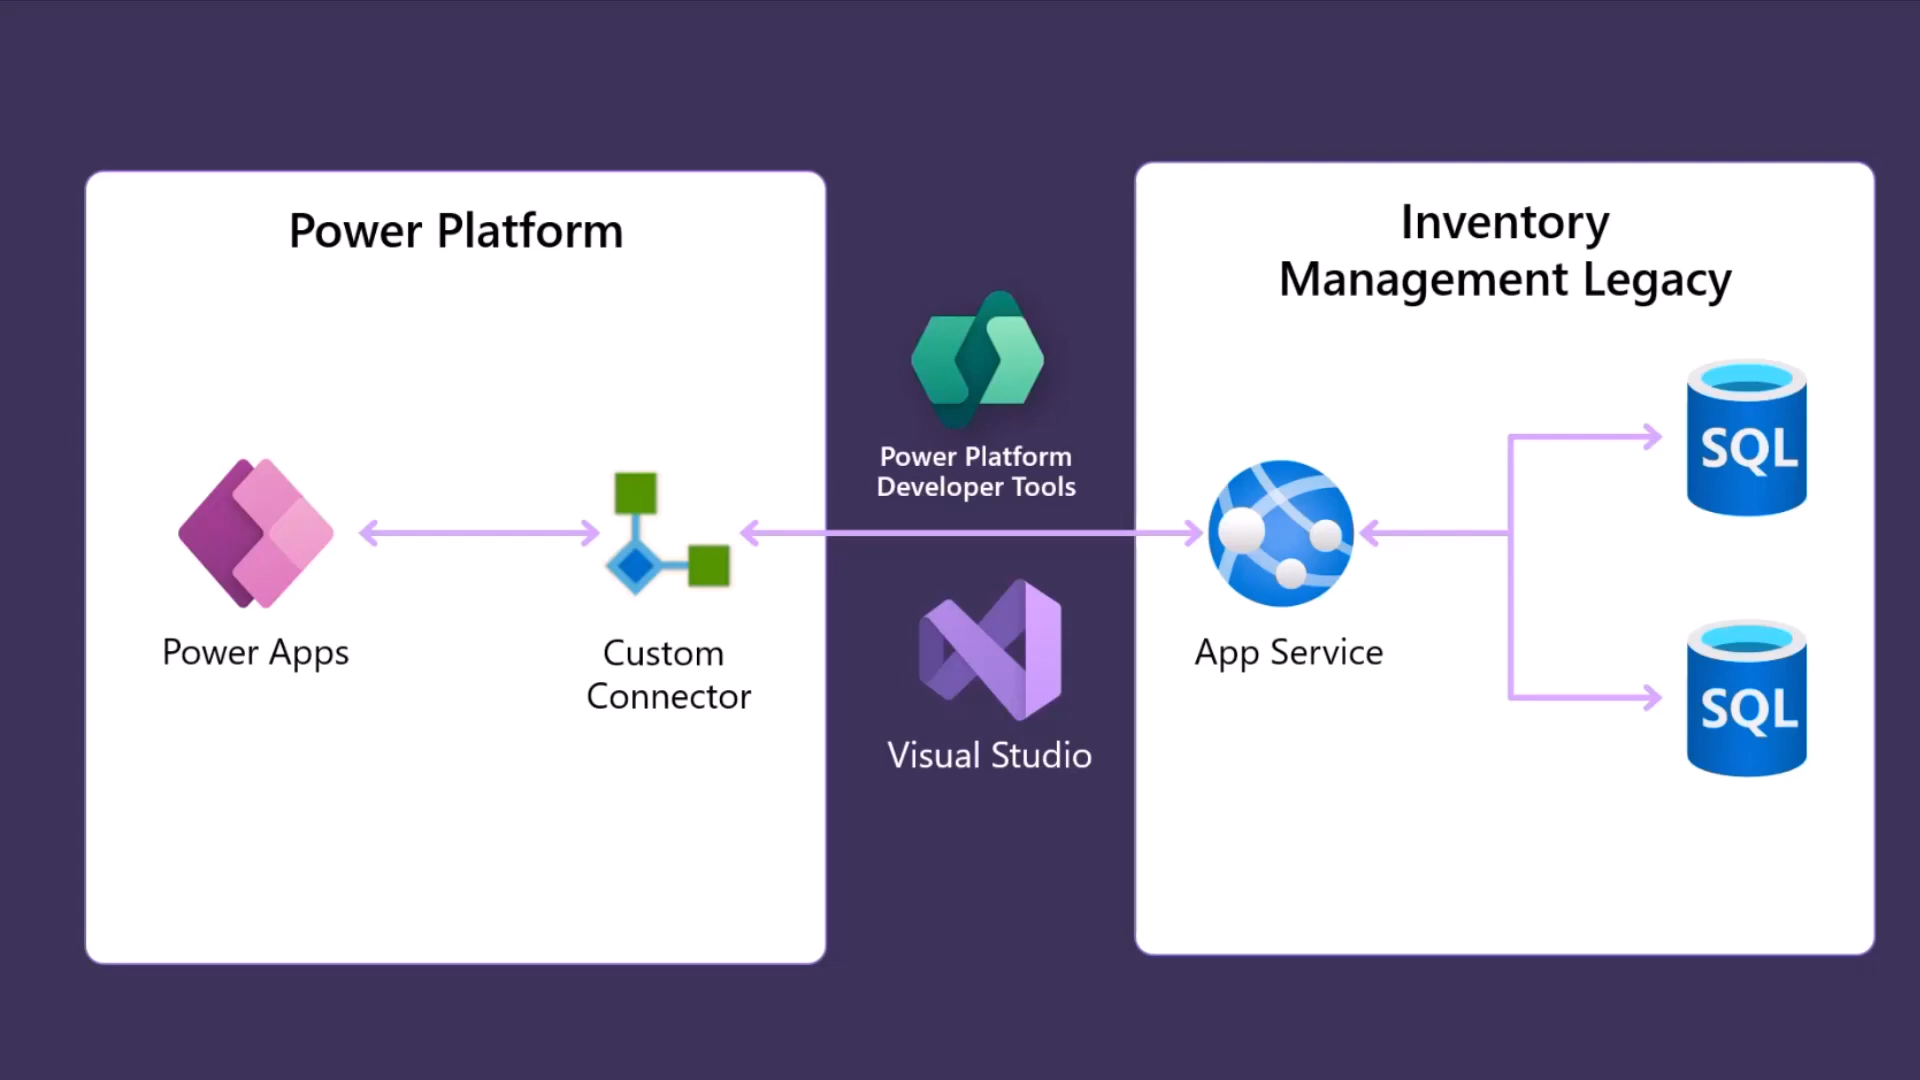 Power Platform
Power Apps
Custom
Connector
Power Platform
Developer Tools
Visual Studio
Inventory
Management Legacy
App Service
SQL
SQL